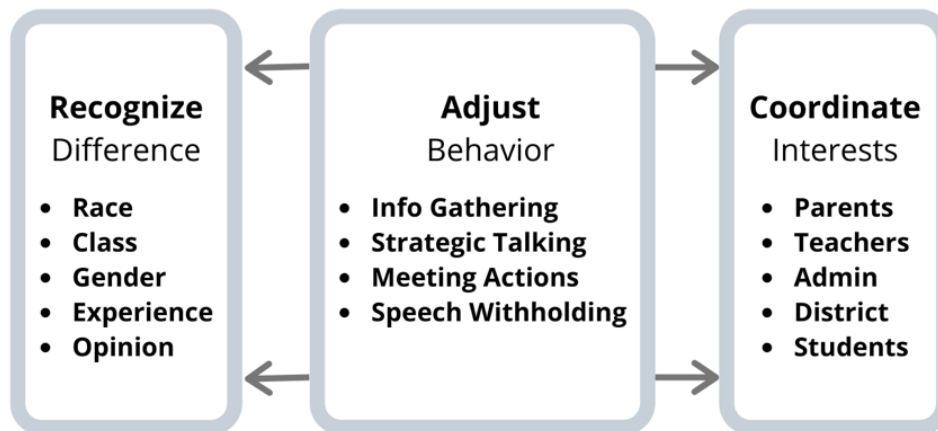 Recognize
Difference
• Race
• Class
• Gender
• Experience
• Opinion
Adjust
Behavior
• Info Gathering
• Strategic Talking
• Meeting Actions
• Speech Withholding
Coordinate
Interests
• Parents
• Teachers
• Admin
• District
• Students